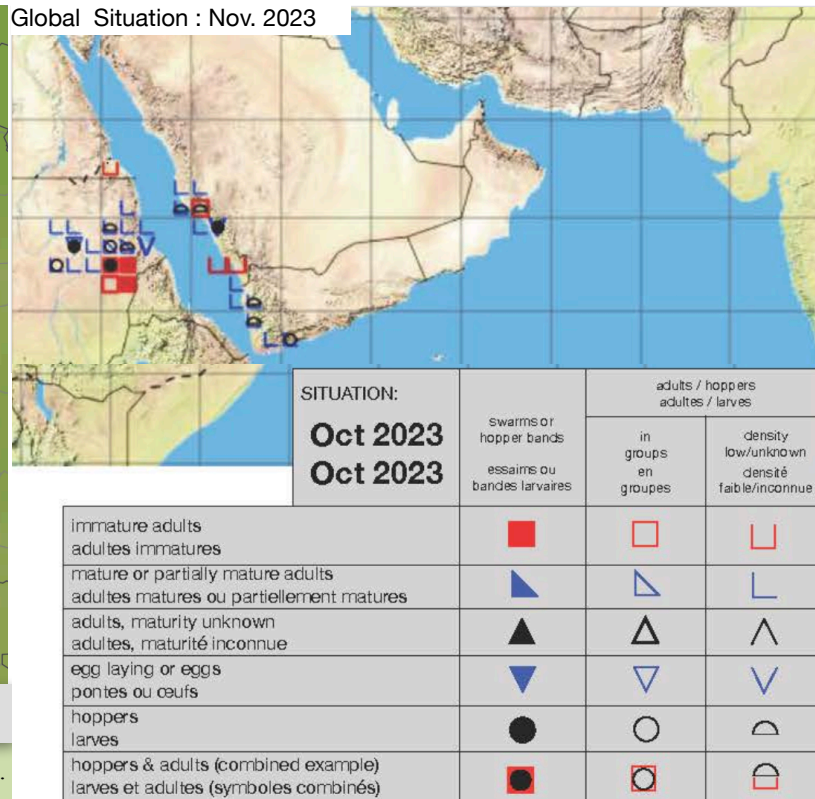 Global Situation : Nov. 2023
SITUATION:
Oct 2023
Oct 2023
swarms or
hopper bands
essaims ou
bandes larvaires
adults / hoppers
adultes / larves
in
groups
en
groupes
density
low/unknown
densité
faible/inconnue
immature adults
adultes immatures
mature or partially mature adults
adultes matures ou partiellement matures
adults, maturity unknown
adultes, maturité inconnue
egg laying or eggs
pontes ou œufs
hoppers
larves
hoppers & adults (combined example)
larves et adultes (symboles combinés)